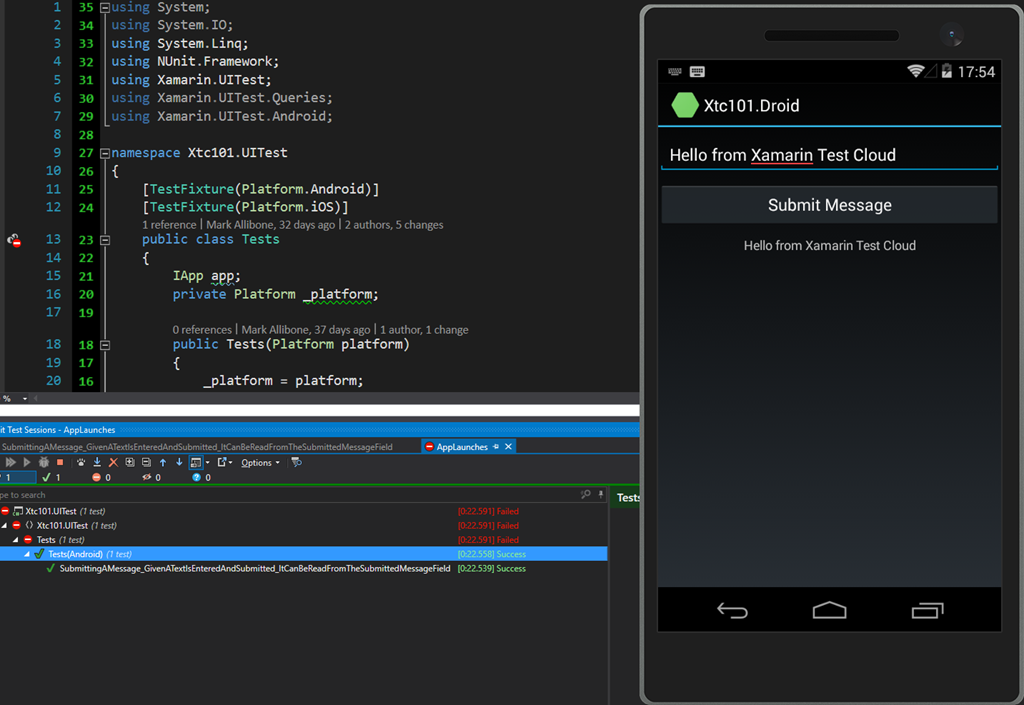 1 35 using System;
2 34 using System.IO;
3 33 using System.Linq;
4 32 using NUnit.Framework;
5 31 using Xamarin.UITest;
6 30 using Xamarin.UITest.Queries;
7 29 using Xamarin.UITest.Android;
8 28
9 27 namespace Xtc101.UITest
10 26 {
11 25 [TestFixture(Platform.Android)]
12 24 [TestFixture(Platform.iOS)]
1 reference | Mark Allibone, 32 days ago | 2 authors, 5 changes
13 23 public class Tests
14 22 {
15 21 IApp app;
16 20 private Platform _platform;
17 19
0 references | Mark Allibone, 37 days ago | 1 author, 1 change
18 18 public Tests(Platform platform)
19 17 {
20 16 _platform = platform;
%
it Test Sessions - AppLaunches
SubmittingAMessage_GivenATextIsEnteredAndSubmitted_ItCanBeReadFromTheSubmittedMessageField AppLaunches
Options
1 1 0 0 0
pe to search
Tests
Xtc101.UITest (1 test) [0:22.591] Failed
Xtc101.UITest (1 test) [0:22.591] Failed
Tests (1 test) [0:22.591] Failed
Tests(Android) (1 test) [0:22.558] Success
SubmittingAMessage_GivenATextIsEnteredAndSubmitted_ItCanBeReadFromTheSubmittedMessageField [0:22.539] Success
17:54
Xtc101.Droid
Hello from Xamarin Test Cloud
Submit Message
Hello from Xamarin Test Cloud